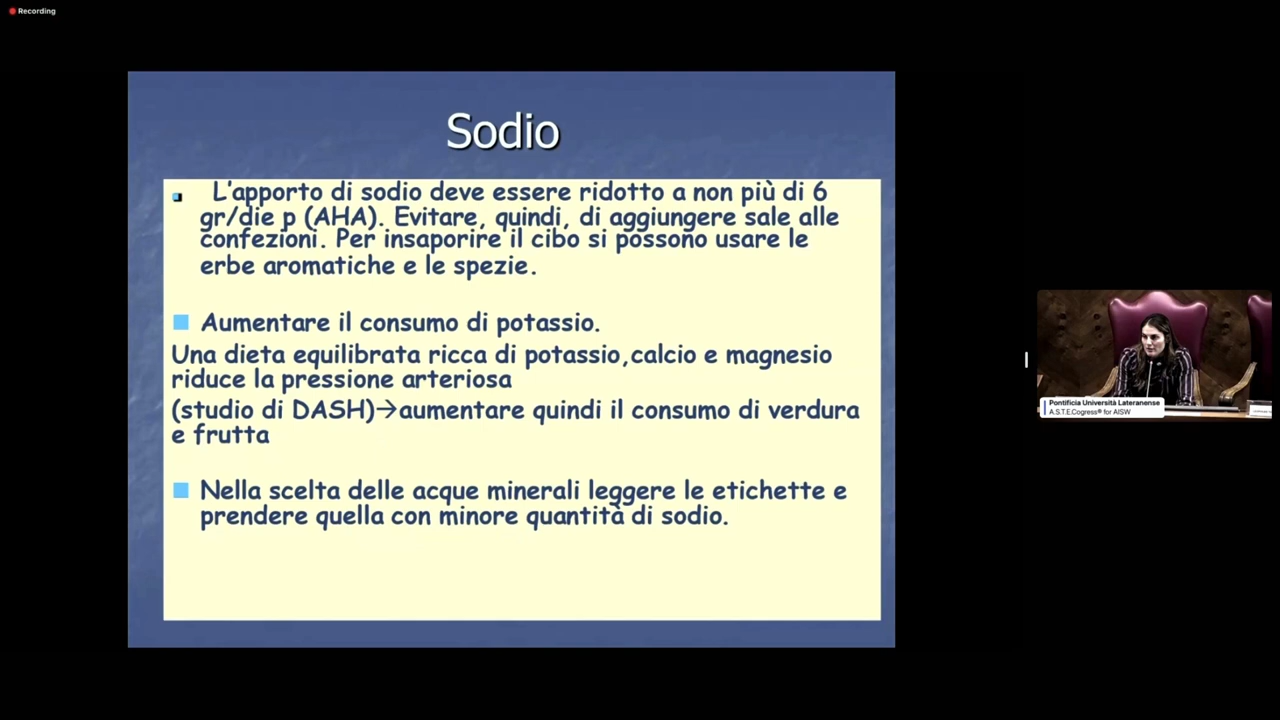 Recording
Sodio
L'apporto di sodio deve essere ridotto a non più di 6
gr/die p (AHA). Evitare, quindi, di aggiungere sale alle
confezioni. Per insaporire il cibo si possono usare le
erbe aromatiche e le spezie.
Aumentare il consumo di potassio.
Una dieta equilibrata ricca di potassio,calcio e magnesio
riduce la pressione arteriosa
(studio di DASH)→aumentare quindi il consumo di verdura
e frutta
Nella scelta delle acque minerali leggere le etichette e
prendere quella con minore quantità di sodio.
Pontificia Università Lateranense
A.S.T.E.Cogress® for AISW